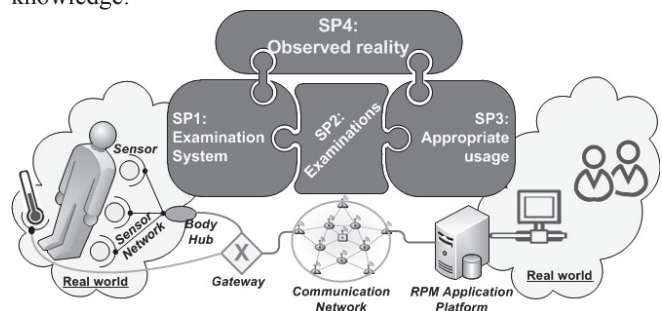 knowledge.
SP4:
Observed reality
SP1:
Examination
System
SP2:
Examinations
SP3:
Appropriate
usage
Sensor
Sensor
Network
Body
Hub
Real world
X
Gateway
Communication
Network
RPM Application
Platform
Real world